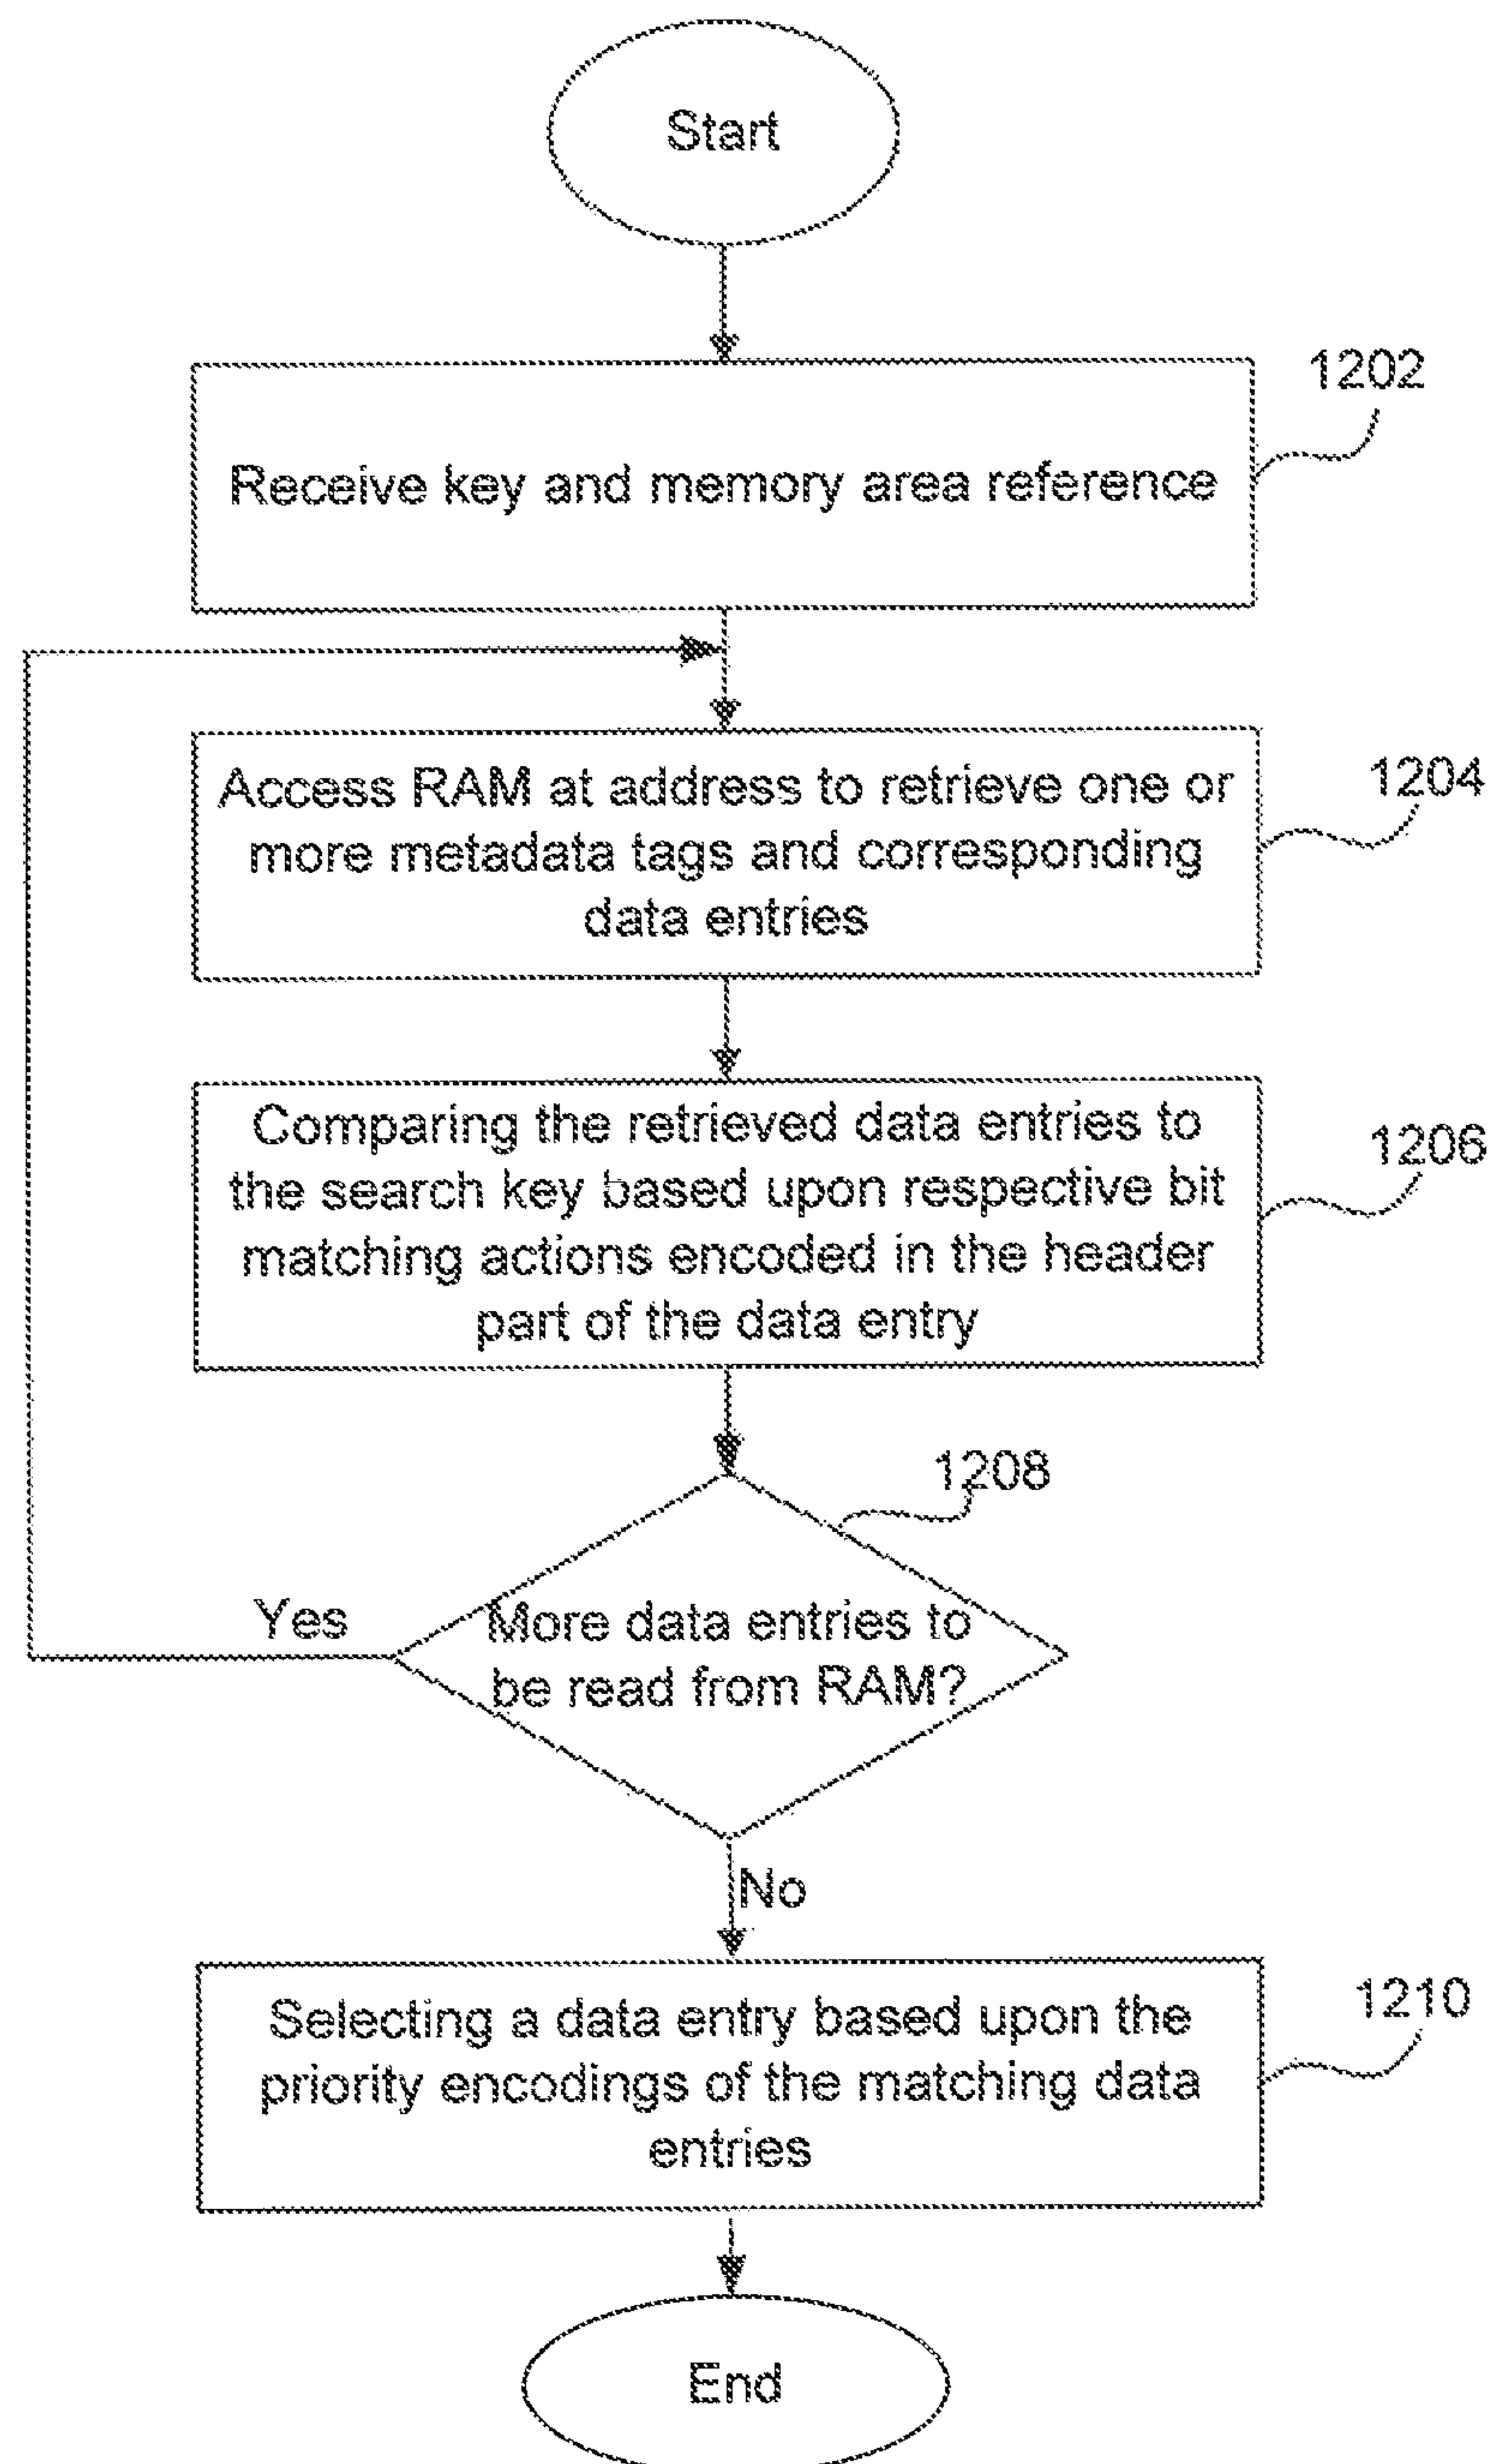 Start
1202
Receive key and memory area reference
1204
Access RAM at address to retrieve one or
more metadata tags and corresponding
data entries
1206
Comparing the retrieved data entries to
the search key based upon respective bit
matching actions encoded in the header
part of the data entry
1208
More data entries to
be read from RAM?
Yes
No
1210
Selecting a data entry based upon the
priority encodings of the matching data
entries
End